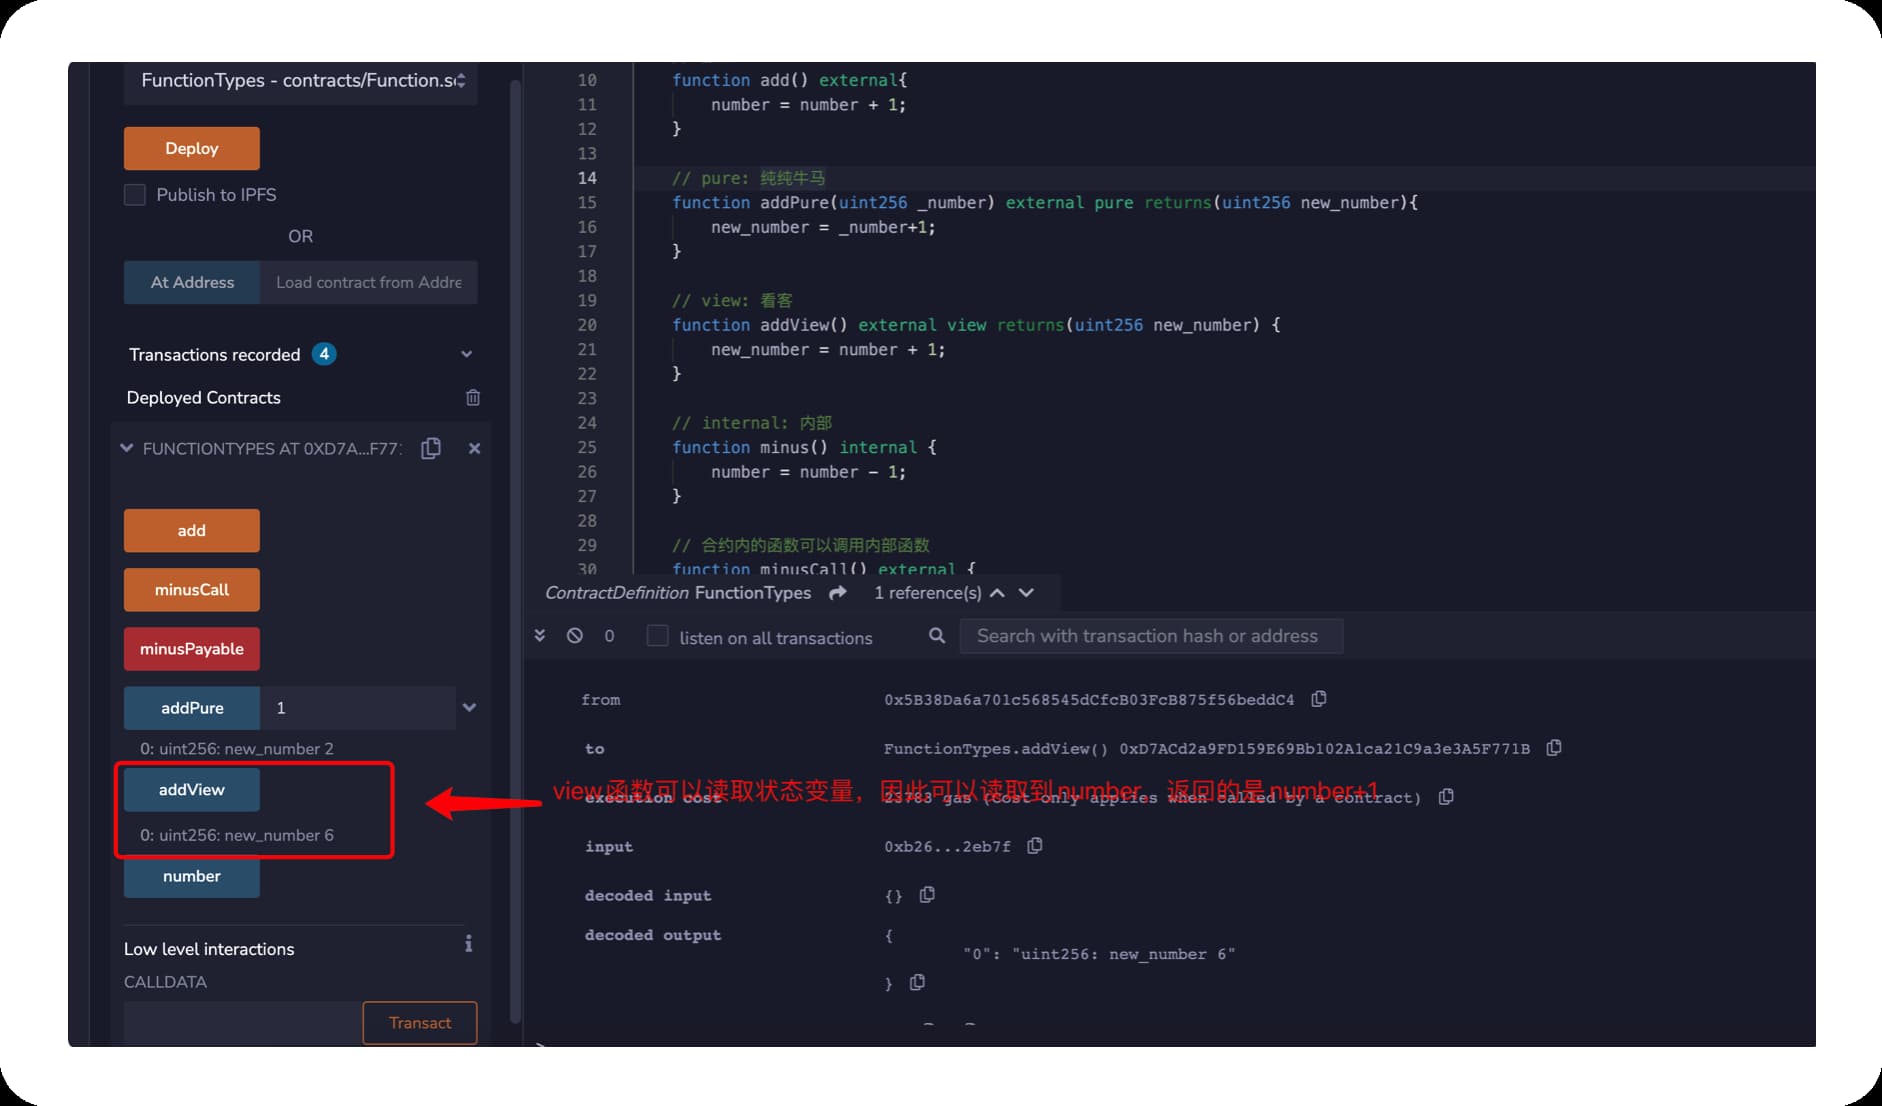 FunctionTypes - contracts/Function.so
Deploy
Publish to IPFS
OR
At Address
Load contract from Addre
Transactions recorded 4
Deployed Contracts
FUNCTIONTYPES AT 0XD7A...F771
add
minusCall
minusPayable
addPure 1
0: uint256: new_number 2
addView
0: uint256: new_number 6
number
Low level interactions
i
CALLDATA
Transact
10 function add() external{
11 number = number + 1;
12 }
13
14 // pure: 纯纯牛马
15 function addPure(uint256 _number) external pure returns(uint256 new_number){
16 new_number = _number+1;
17 }
18
19 // view: 看客
20 function addView() external view returns(uint256 new_number) {
21 new_number = number + 1;
22 }
23
24 // internal: 内部
25 function minus() internal {
26 number = number - 1;
27 }
28
29 // 合约内的函数可以调用内部函数
30 function minusCall() external {
ContractDefinition FunctionTypes 1 reference(s)
0 listen on all transactions Search with transaction hash or address
from 0x5B38Da6a701c568545dCfcB03FcB875f56beddC4
to FunctionTypes.addView() 0xD7ACd2a9FD159E69Bb102A1ca21C9a3e3A5F771B
view函数可以读取状态变量，因此可以读取到number，返回的是number+1
execution cost 23783 gas (Cost only applies when called by a contract)
input 0xb26...2eb7f
decoded input {}
decoded output {
"0": "uint256: new_number 6"
}
>